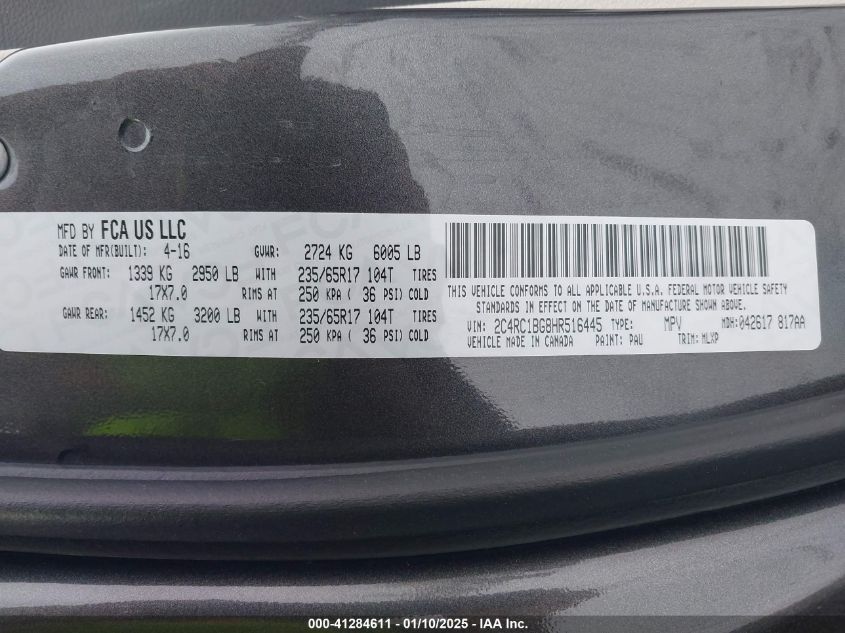 MFD BY FCA US LLC
DATE OF MFR(BUILT): 4-16 GVWR: 2724 KG 6005 LB
GAWR FRONT: 1339 KG 2950 LB WITH 235/65R17 104T TIRES
17X7.0 RIMS AT 250 KPA ( 36 PSI) COLD
GAWR REAR: 1452 KG 3200 LB WITH 235/65R17 104T TIRES
17X7.0 RIMS AT 250 KPA ( 36 PSI) COLD
THIS VEHICLE CONFORMS TO ALL APPLICABLE U.S.A. FEDERAL MOTOR VEHICLE SAFETY
STANDARDS IN EFFECT ON THE DATE OF MANUFACTURE SHOWN ABOVE.
VIN: 2C4RC1BG8HR516445 TYPE: MPV MDH: 042617 817AA
VEHICLE MADE IN CANADA PAINT: PAU TRIM: MLXP
000-41284611 - 01/10/2025 - IAA Inc.